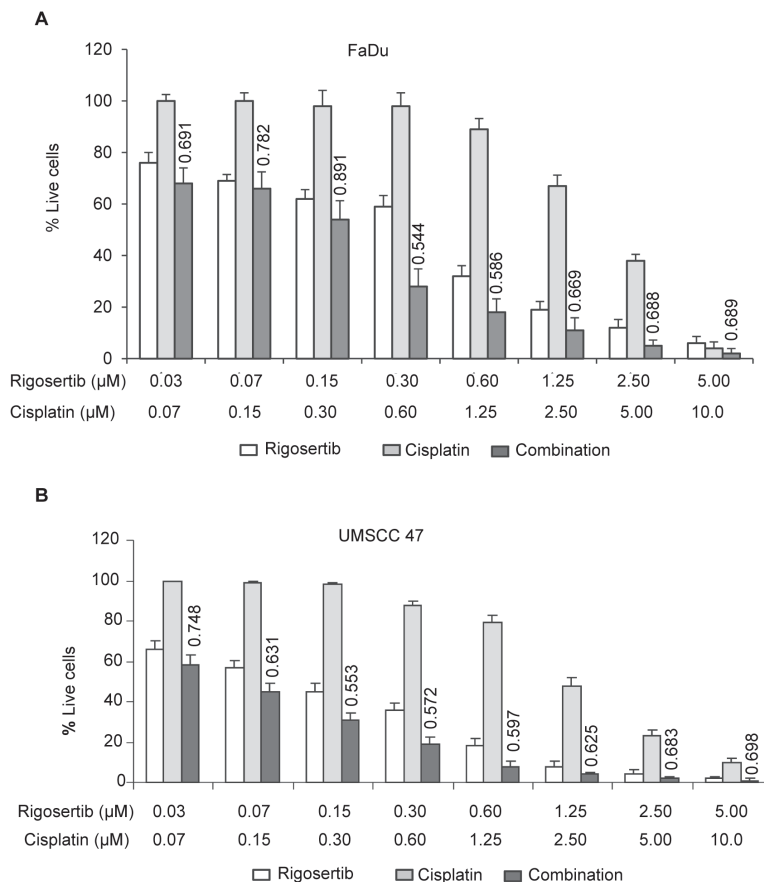 A
FaDu
120
100
80
60
40
20
0
% Live cells
0.691
0.782
0.891
0.544
0.586
0.669
0.688
0.689
Rigosertib (µM) 0.03 0.07 0.15 0.30 0.60 1.25 2.50 5.00
Cisplatin (µM) 0.07 0.15 0.30 0.60 1.25 2.50 5.00 10.0
Rigosertib Cisplatin Combination
B
UMSCC 47
120
100
80
60
40
20
0
% Live cells
0.748
0.631
0.553
0.572
0.597
0.625
0.683
0.698
Rigosertib (µM) 0.03 0.07 0.15 0.30 0.60 1.25 2.50 5.00
Cisplatin (µM) 0.07 0.15 0.30 0.60 1.25 2.50 5.00 10.0
Rigosertib Cisplatin Combination